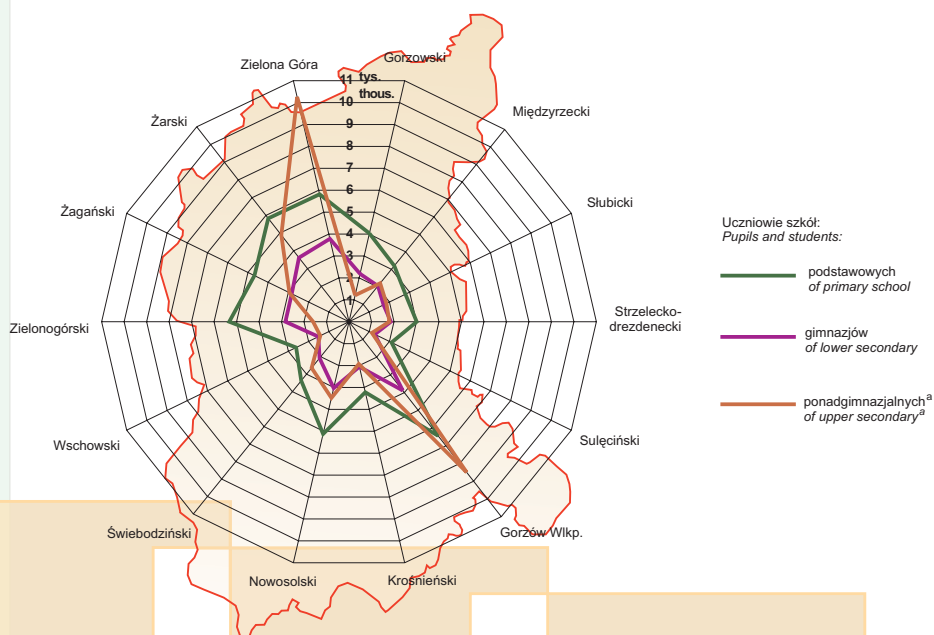 Zielona Góra
Gorzowski
Międzyrzecki
Słubicki
Strzelecko-
drezdenecki
Sulęciński
Gorzów Wlkp.
Krośnieński
Nowosolski
Świebodziński
Wschowski
Zielonogórski
Żagański
Żarski
11 tys.
thous.
10
9
8
7
6
5
4
3
2
1
Uczniowie szkół:
Pupils and students:
podstawowych
of primary school
gimnazjów
of lower secondary
ponadgimnazjalnych a
of upper secondary a